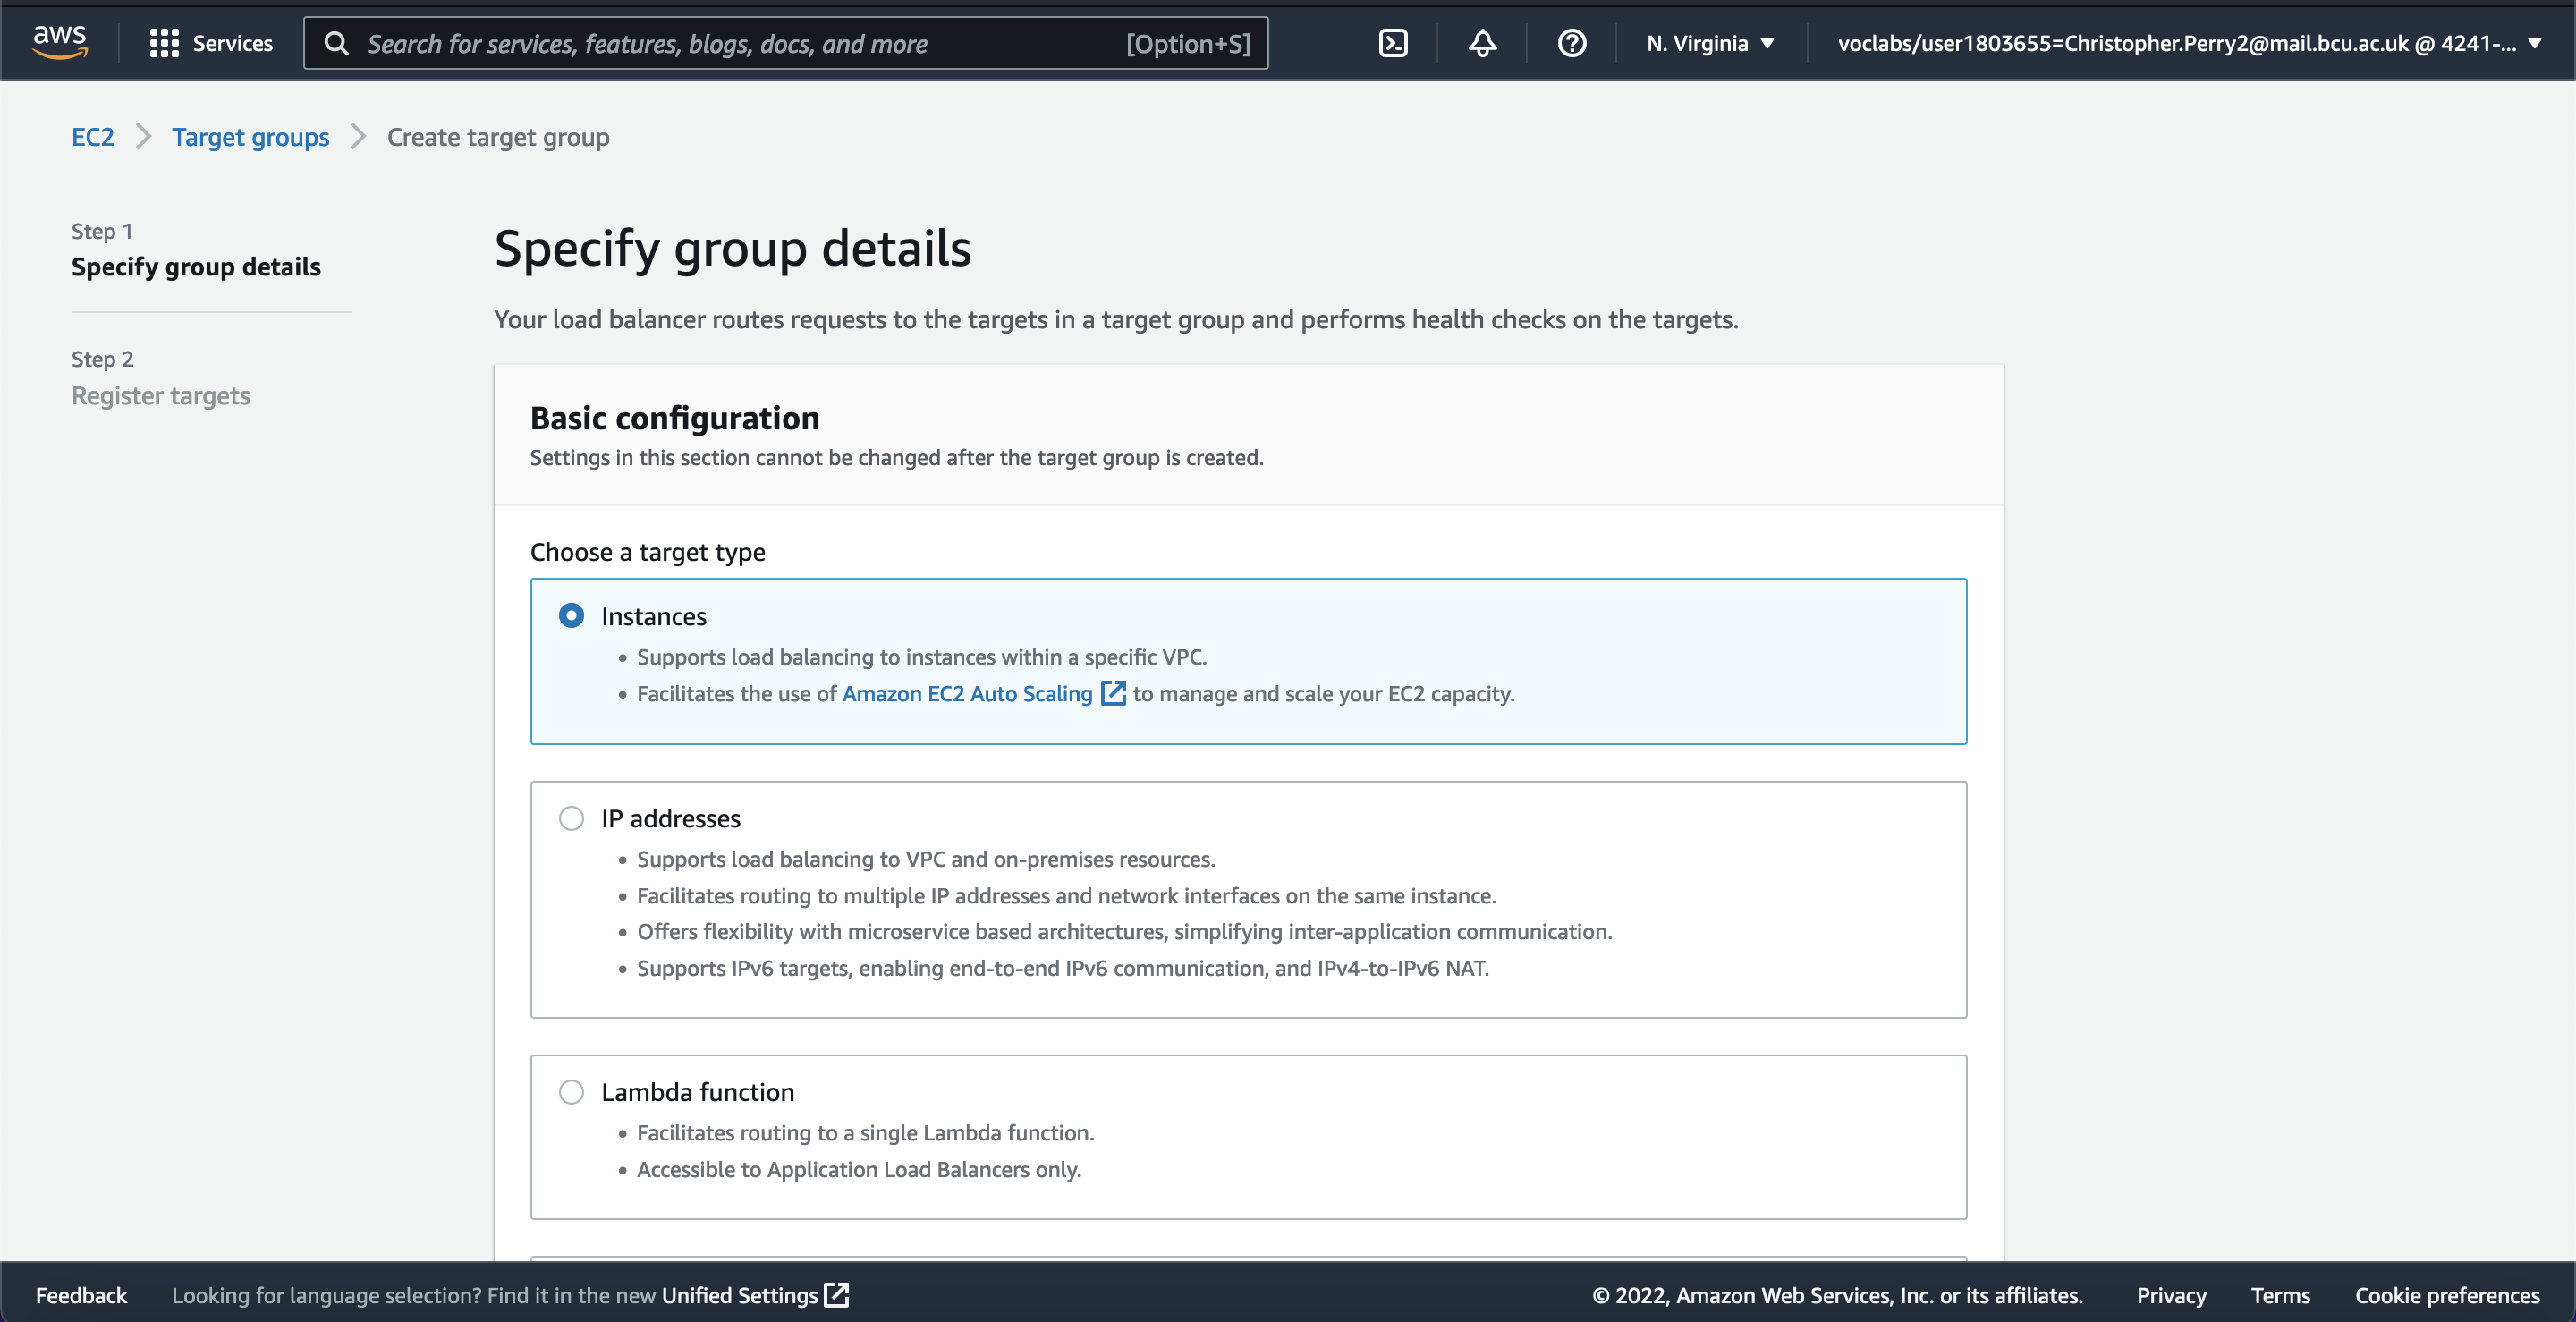 aws
Services
Search for services, features, blogs, docs, and more
[Option+S]
N. Virginia
voclabs/user1803655=Christopher.Perry2@mail.bcu.ac.uk @ 4241-...
EC2
Target groups
Create target group
Step 1
Specify group details
Step 2
Register targets
Specify group details
Your load balancer routes requests to the targets in a target group and performs health checks on the targets.
Basic configuration
Settings in this section cannot be changed after the target group is created.
Choose a target type
Instances
• Supports load balancing to instances within a specific VPC.
• Facilitates the use of Amazon EC2 Auto Scaling to manage and scale your EC2 capacity.
IP addresses
• Supports load balancing to VPC and on-premises resources.
• Facilitates routing to multiple IP addresses and network interfaces on the same instance.
• Offers flexibility with microservice based architectures, simplifying inter-application communication.
• Supports IPv6 targets, enabling end-to-end IPv6 communication, and IPv4-to-IPv6 NAT.
Lambda function
• Facilitates routing to a single Lambda function.
• Accessible to Application Load Balancers only.
Feedback
Looking for language selection? Find it in the new Unified Settings
© 2022, Amazon Web Services, Inc. or its affiliates.
Privacy
Terms
Cookie preferences